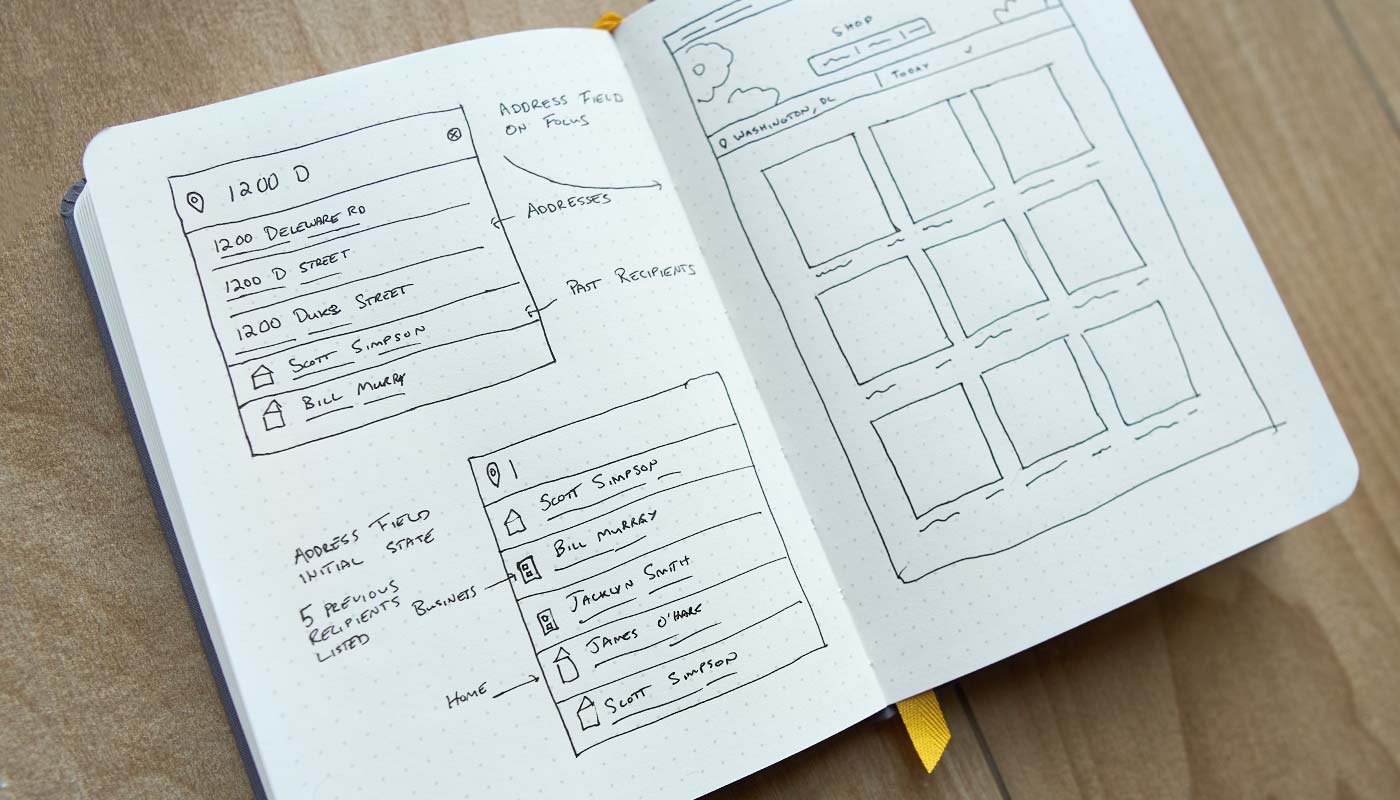 1200 D
1200 DELEWARE RD
1200 D STREET
1200 DUKE STREET
SCOTT SIMPSON
BILL MURRY
ADDRESS FIELD
ON FOCUS
ADDRESSES
PAST RECIPIENTS
ADDRESS FIELD
INITIAL STATE
5 PREVIOUS
RECIPIENTS
LISTED
BUSINESS
HOME
SCOTT SIMPSON
BILL MURRAY
JACKLYN SMITH
JAMES O'HARE
SCOTT SIMPSON
SHOP
WASHINGTON, DC
TODAY